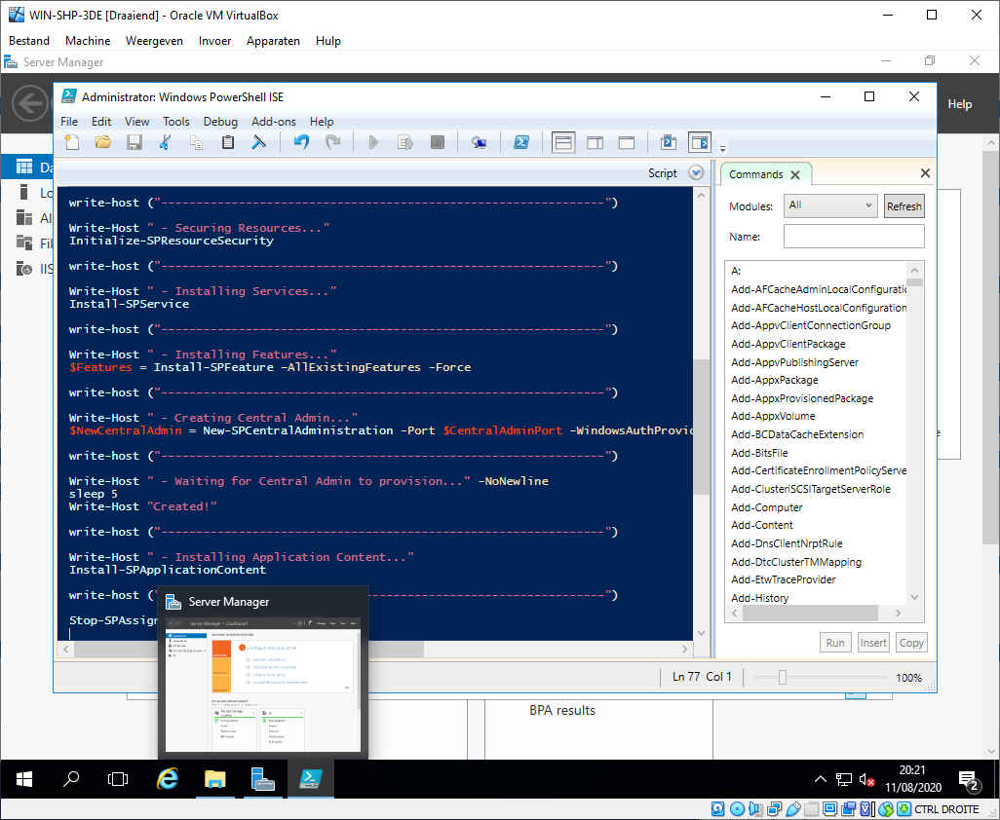 WIN-SHP-3DE [Draaiend] - Oracle VM VirtualBox
Bestand Machine Weergeven Invoer Apparaten Hulp
Server Manager
Help
Administrator: Windows PowerShell ISE
File Edit View Tools Debug Add-ons Help
Script
write-host ("---------------------------------------------------------------")
Write-Host " - Securing Resources..."
Initialize-SPResourceSecurity
write-host ("---------------------------------------------------------------")
Write-Host " - Installing Services..."
Install-SPService
write-host ("---------------------------------------------------------------")
Write-Host " - Installing Features..."
$Features = Install-SPFeature –AllExistingFeatures -Force
write-host ("---------------------------------------------------------------")
Write-Host " - Creating Central Admin..."
$NewCentralAdmin = New-SPCentralAdministration -Port $CentralAdminPort -WindowsAuthProvid
write-host ("---------------------------------------------------------------")
Write-Host " - Waiting for Central Admin to provision..." -NoNewline
sleep 5
Write-Host "Created!"
write-host ("---------------------------------------------------------------")
Write-Host " - Installing Application Content..."
Install-SPApplicationContent
write-host ("---------------------------------------------------------------")
Stop-SPAssign
Commands
Modules: All Refresh
Name:
A:
Add-AFCacheAdminLocalConfiguratio
Add-AFCacheHostLocalConfiguration
Add-AppvClientConnectionGroup
Add-AppvClientPackage
Add-AppvPublishingServer
Add-AppxPackage
Add-AppxProvisionedPackage
Add-AppxVolume
Add-BCDataCacheExtension
Add-BitsFile
Add-CertificateEnrollmentPolicyServe
Add-ClusteriSCSITargetServerRole
Add-Computer
Add-Content
Add-DnsClientNrptRule
Add-DtcClusterTMMapping
Add-EtwTraceProvider
Add-History
Run Insert Copy
Ln 77 Col 1 100%
Da
Lo
Al
Fil
IIS
e
Server Manager
Configure this local server
BPA results
20:21
11/08/2020
2
CTRL DROITE